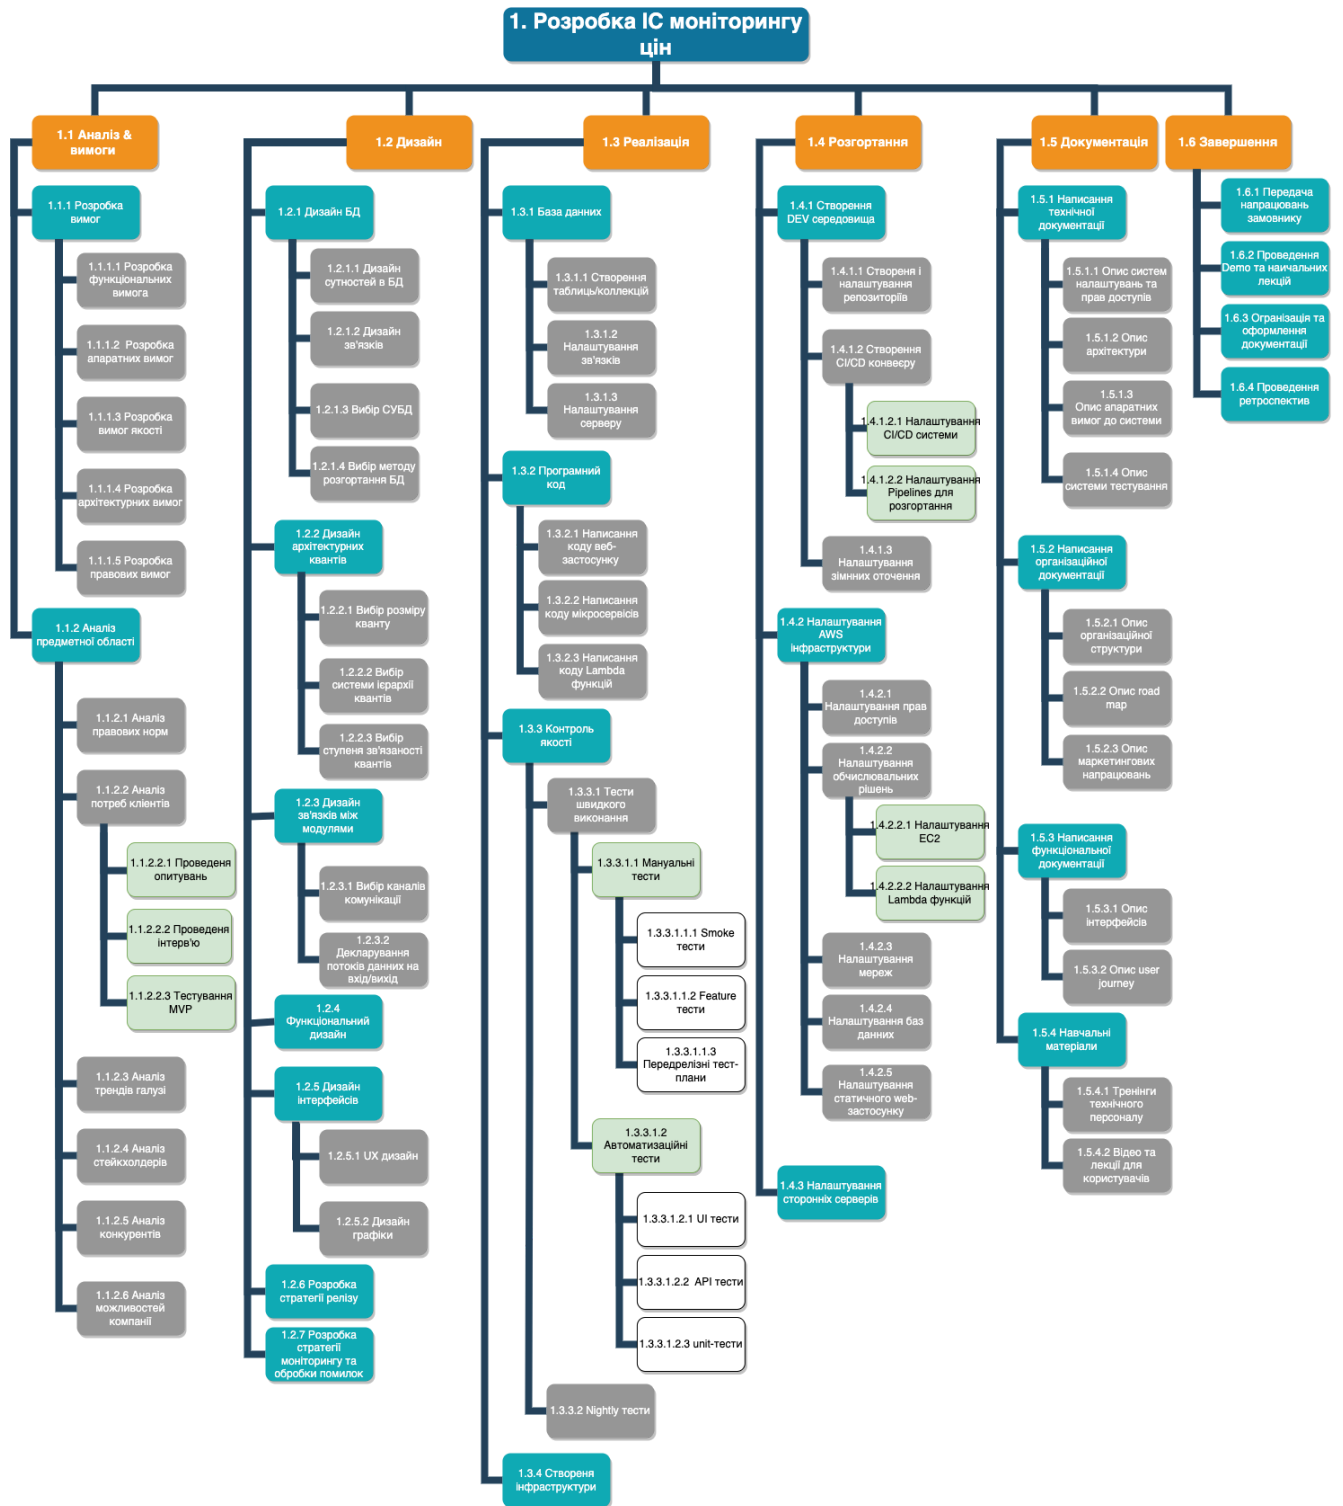 1. Розробка ІС моніторингу
цін
1.1 Аналіз &
вимоги
1.1.1 Розробка
вимог
1.1.1.1 Розробка
функціональних
вимога
1.1.1.2 Розробка
апаратних вимог
1.1.1.3 Розробка
вимог якості
1.1.1.4 Розробка
архітектурних вимог
1.1.1.5 Розробка
правових вимог
1.1.2 Аналіз
предметної області
1.1.2.1 Аналіз
правових норм
1.1.2.2 Аналіз
потреб клієнтів
1.1.2.2.1 Проведеня
опитувань
1.1.2.2.2 Проведеня
інтерв'ю
1.1.2.2.3 Тестування
MVP
1.1.2.3 Аналіз
трендів галузі
1.1.2.4 Аналіз
стейкхолдерів
1.1.2.5 Аналіз
конкурентів
1.1.2.6 Аналіз
можливостей
компанії
1.2 Дизайн
1.2.1 Дизайн БД
1.2.1.1 Дизайн
сутностей в БД
1.2.1.2 Дизайн
зв'язків
1.2.1.3 Вибір СУБД
1.2.1.4 Вибір методу
розгортання БД
1.2.2 Дизайн
архітектурних
квантів
1.2.2.1 Вибір розміру
кванту
1.2.2.2 Вибір
системи ієрархії
квантів
1.2.2.3 Вибір
ступеня зв'язаності
квантів
1.2.3 Дизайн
зв'язків між
модулями
1.2.3.1 Вибір каналів
комунікації
1.2.3.2
Декларування
потоків данних на
вхід/вихід
1.2.4
Функціональний
дизайн
1.2.5 Дизайн
інтерфейсів
1.2.5.1 UX дизайн
1.2.5.2 Дизайн
графіки
1.2.6 Розробка
стратегії релізу
1.2.7 Розробка
стратегії
моніторингу та
обробки помилок
1.3 Реалізація
1.3.1 База данних
1.3.1.1 Створення
таблиць/коллекцій
1.3.1.2
Налаштування
зв'язків
1.3.1.3
Налаштування
серверу
1.3.2 Програмний
код
1.3.2.1 Написання
коду веб-
застосунку
1.3.2.2 Написання
коду мікросервісів
1.3.2.3 Написання
коду Lambda
функцій
1.3.3 Контроль
якості
1.3.3.1 Тести
швидкого
виконання
1.3.3.1.1 Мануальні
тести
1.3.3.1.1.1 Smoke
тести
1.3.3.1.1.2 Feature
тести
1.3.3.1.1.3
Передрелізні тест-
плани
1.3.3.1.2
Автоматизаційні
тести
1.3.3.1.2.1 UI тести
1.3.3.1.2.2 API тести
1.3.3.1.2.3 unit-тести
1.3.3.2 Nightly тести
1.3.4 Створеня
інфраструктури
1.4 Розгортання
1.4.1 Створення
DEV середовища
1.4.1.1 Створеня і
налаштування
репозиторіїв
1.4.1.2 Створення
CI/CD конвеєру
1.4.1.2.1 Налаштування
CI/CD системи
1.4.1.2.2 Налаштування
Pipelines для
розгортання
1.4.1.3
Налаштування
зімнних оточення
1.4.2 Налаштування
AWS
інфраструктури
1.4.2.1
Налаштування прав
доступів
1.4.2.2
Налаштування
обчислювальних
рішень
1.4.2.2.1 Налаштування
EC2
1.4.2.2.2 Налаштування
Lambda функцій
1.4.2.3
Налаштування
мереж
1.4.2.4
Налаштування баз
данних
1.4.2.5
Налаштування
статичного web-
застосунку
1.4.3 Налаштування
сторонніх серверів
1.5 Документація
1.5.1 Написання
технічної
документації
1.5.1.1 Опис систем
налаштувань та
прав доступів
1.5.1.2 Опис
архітектури
1.5.1.3
Опис апаратних
вимог до системи
1.5.1.4 Опис
системи тестування
1.5.2 Написання
організаційної
документації
1.5.2.1 Опис
організаційної
структури
1.5.2.2 Опис road
map
1.5.2.3 Опис
маркетингових
напрацювань
1.5.3 Написання
функціональної
документації
1.5.3.1 Опис
інтерфейсів
1.5.3.2 Опис user
journey
1.5.4 Навчальні
матеріали
1.5.4.1 Тренінги
технічного
персоналу
1.5.4.2 Відео та
лекції для
користувачів
1.6 Завершення
1.6.1 Передача
напрацювань
замовнику
1.6.2 Проведення
Demo та наичальних
лекцій
1.6.3 Огранізація та
оформлення
документації
1.6.4 Проведення
ретроспектив